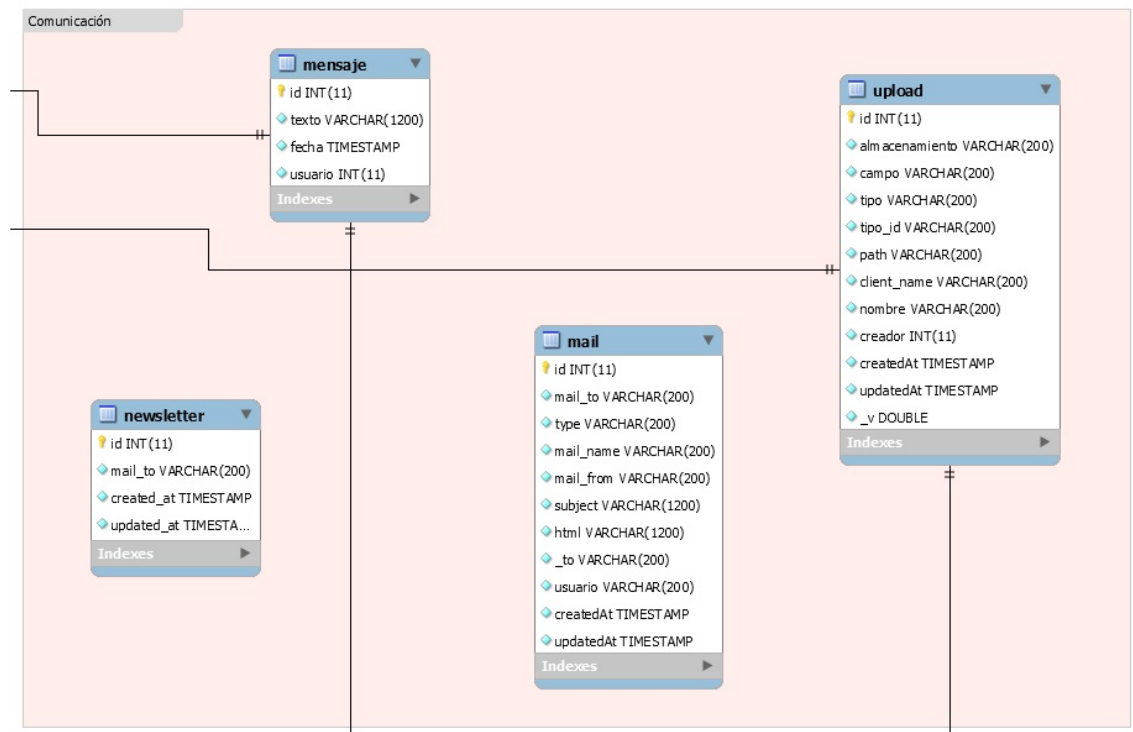 Comunicación
mensaje
id INT(11)
texto VARCHAR(1200)
fecha TIMESTAMP
usuario INT(11)
Indexes
upload
id INT(11)
almacenamiento VARCHAR(200)
campo VARCHAR(200)
tipo VARCHAR(200)
tipo_id VARCHAR(200)
path VARCHAR(200)
client_name VARCHAR(200)
nombre VARCHAR(200)
creador INT(11)
createdAt TIMESTAMP
updatedAt TIMESTAMP
_v DOUBLE
Indexes
mail
id INT(11)
mail_to VARCHAR(200)
type VARCHAR(200)
mail_name VARCHAR(200)
mail_from VARCHAR(200)
subject VARCHAR(1200)
html VARCHAR(1200)
_to VARCHAR(200)
usuario VARCHAR(200)
createdAt TIMESTAMP
updatedAt TIMESTAMP
Indexes
newsletter
id INT(11)
mail_to VARCHAR(200)
created_at TIMESTAMP
updated_at TIMESTA...
Indexes